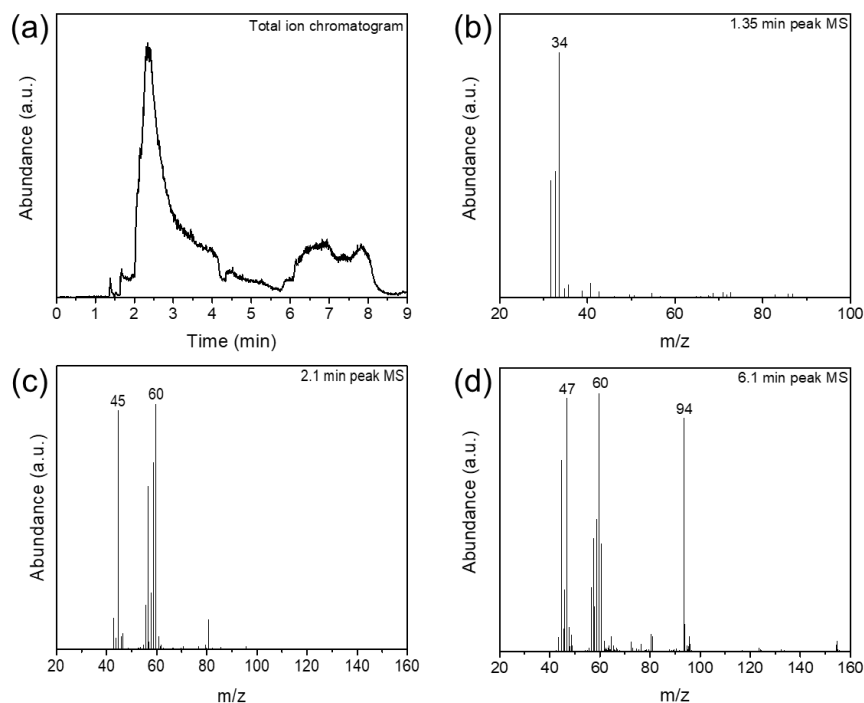 (a)
Total ion chromatogram
Abundance (a.u.)
0 1 2 3 4 5 6 7 8 9
Time (min)
(b)
1.35 min peak MS
34
Abundance (a.u.)
20 40 60 80 100
m/z
(c)
2.1 min peak MS
45 60
Abundance (a.u.)
20 40 60 80 100 120 140 160
m/z
(d)
6.1 min peak MS
47 60 94
Abundance (a.u.)
20 40 60 80 100 120 140 160
m/z